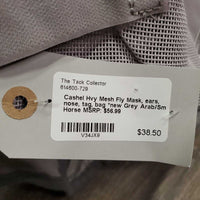 The Tack Collector
614600-729
Cashel Hvy Mesh Fly Mask, ears,
nose, tag, bag *new Grey Arab/Sm
Horse MSRP: $56.99
V34JX9
$38.50